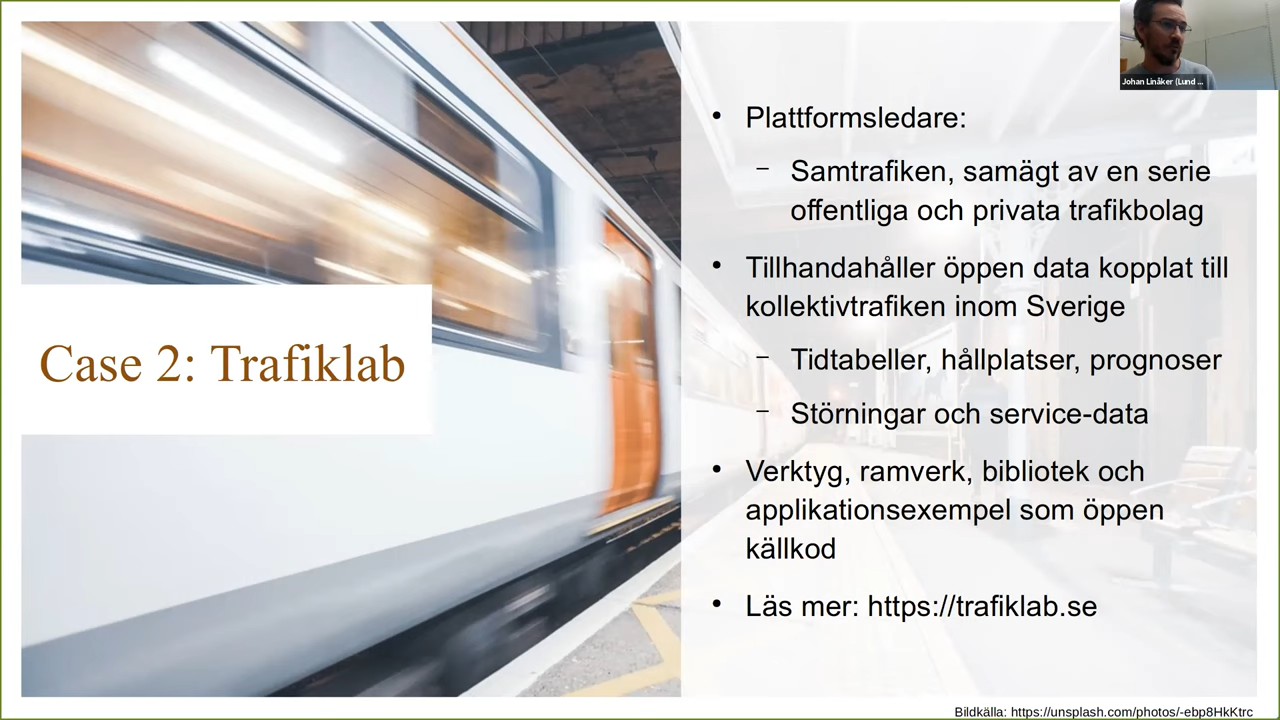 Johan Linåker (Lund ...
Case 2: Trafiklab
• Plattformsledare:
– Samtrafiken, samägt av en serie
offentliga och privata trafikbolag
• Tillhandahåller öppen data kopplat till
kollektivtrafiken inom Sverige
– Tidtabeller, hållplatser, prognoser
– Störningar och service-data
• Verktyg, ramverk, bibliotek och
applikationsexempel som öppen
källkod
• Läs mer: https://trafiklab.se
Bildkälla: https://unsplash.com/photos/-ebp8HkKtrc